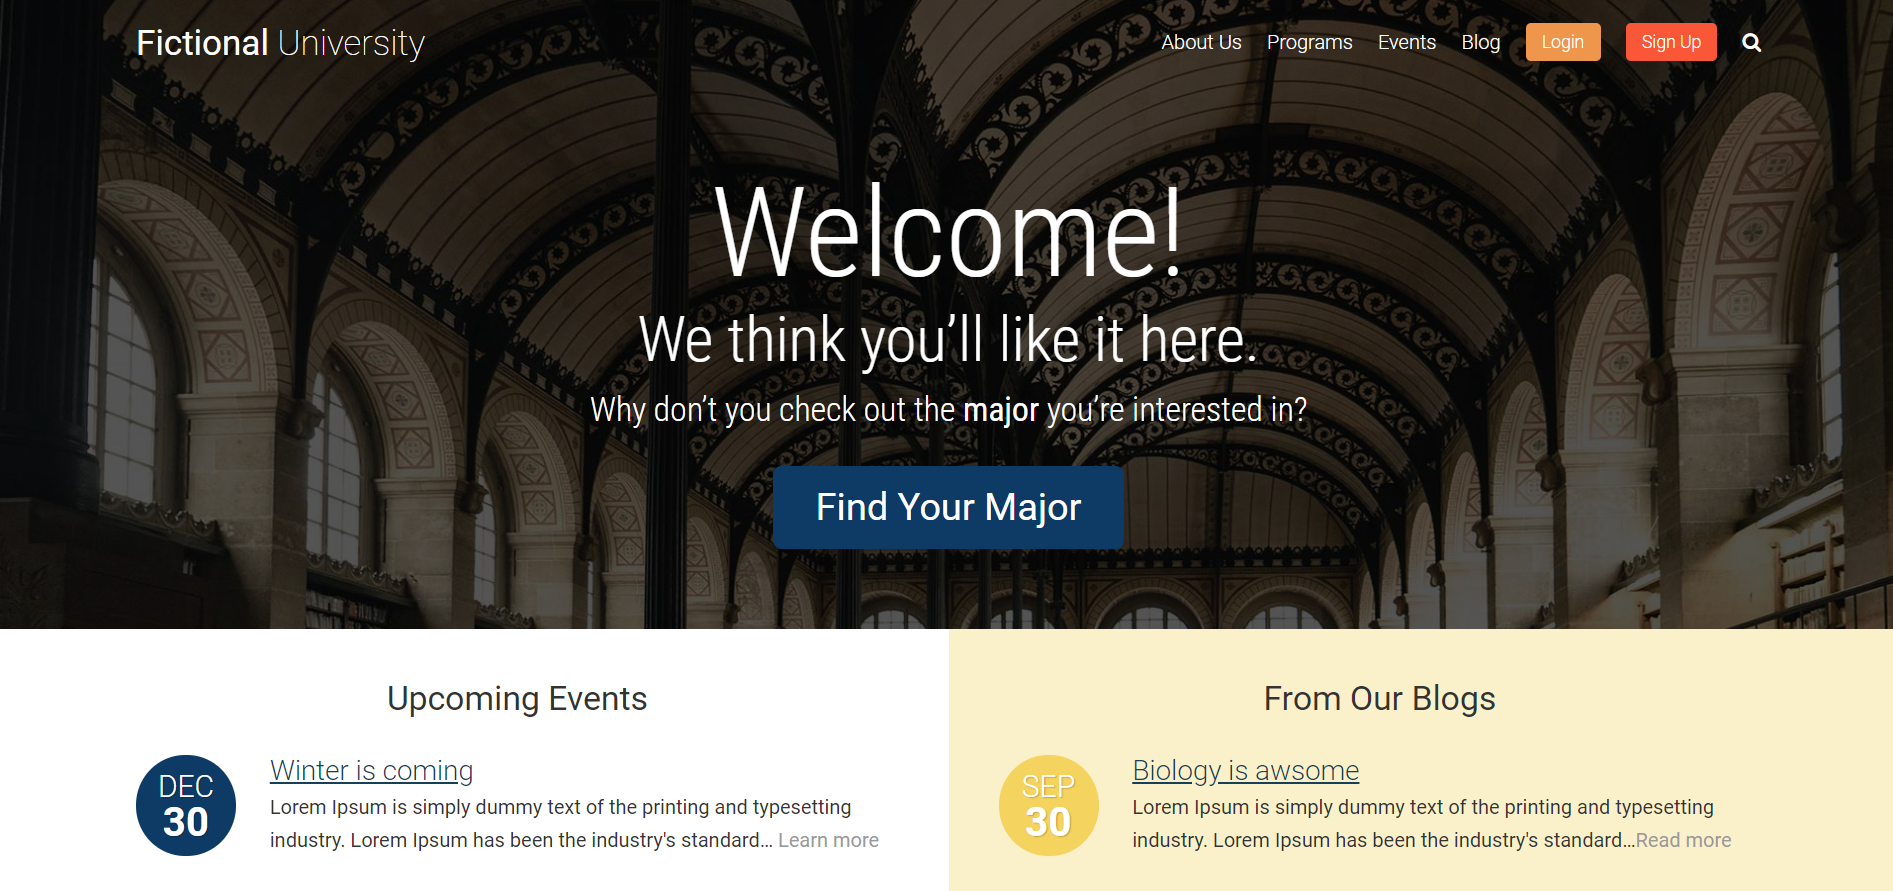 Fictional University
About Us Programs Events Blog Login Sign Up
Welcome!
We think you’ll like it here.
Why don’t you check out the major you’re interested in?
Find Your Major
Upcoming Events
DEC
30
Winter is coming
Lorem Ipsum is simply dummy text of the printing and typesetting
industry. Lorem Ipsum has been the industry's standard... Learn more
From Our Blogs
SEP
30
Biology is awsome
Lorem Ipsum is simply dummy text of the printing and typesetting
industry. Lorem Ipsum has been the industry's standard...Read more